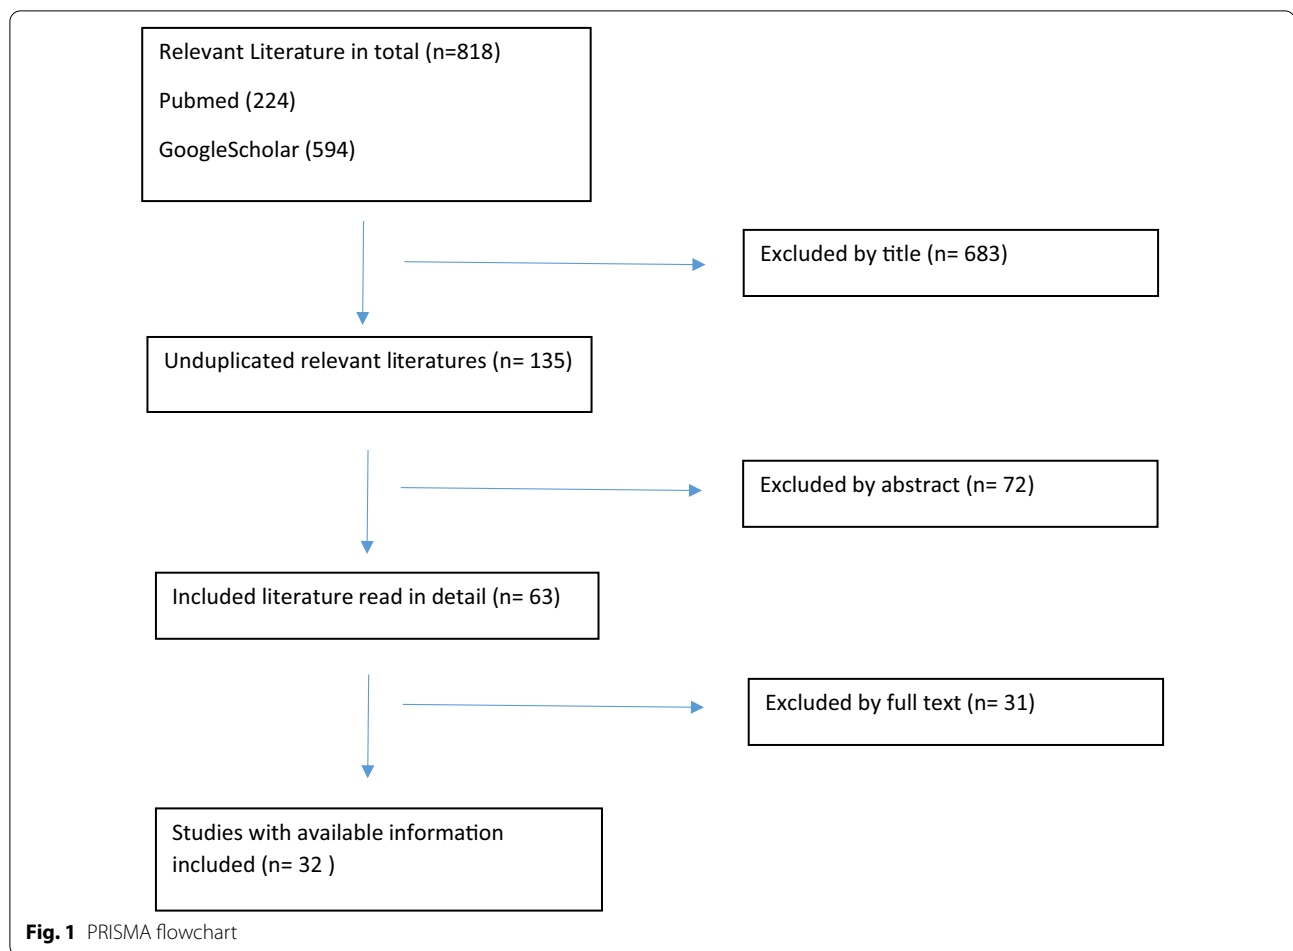 Relevant Literature in total (n=818)
Pubmed (224)
GoogleScholar (594)
Excluded by title (n= 683)
Unduplicated relevant literatures (n= 135)
Excluded by abstract (n= 72)
Included literature read in detail (n= 63)
Excluded by full text (n= 31)
Studies with available information
included (n= 32 )
Fig. 1 PRISMA flowchart